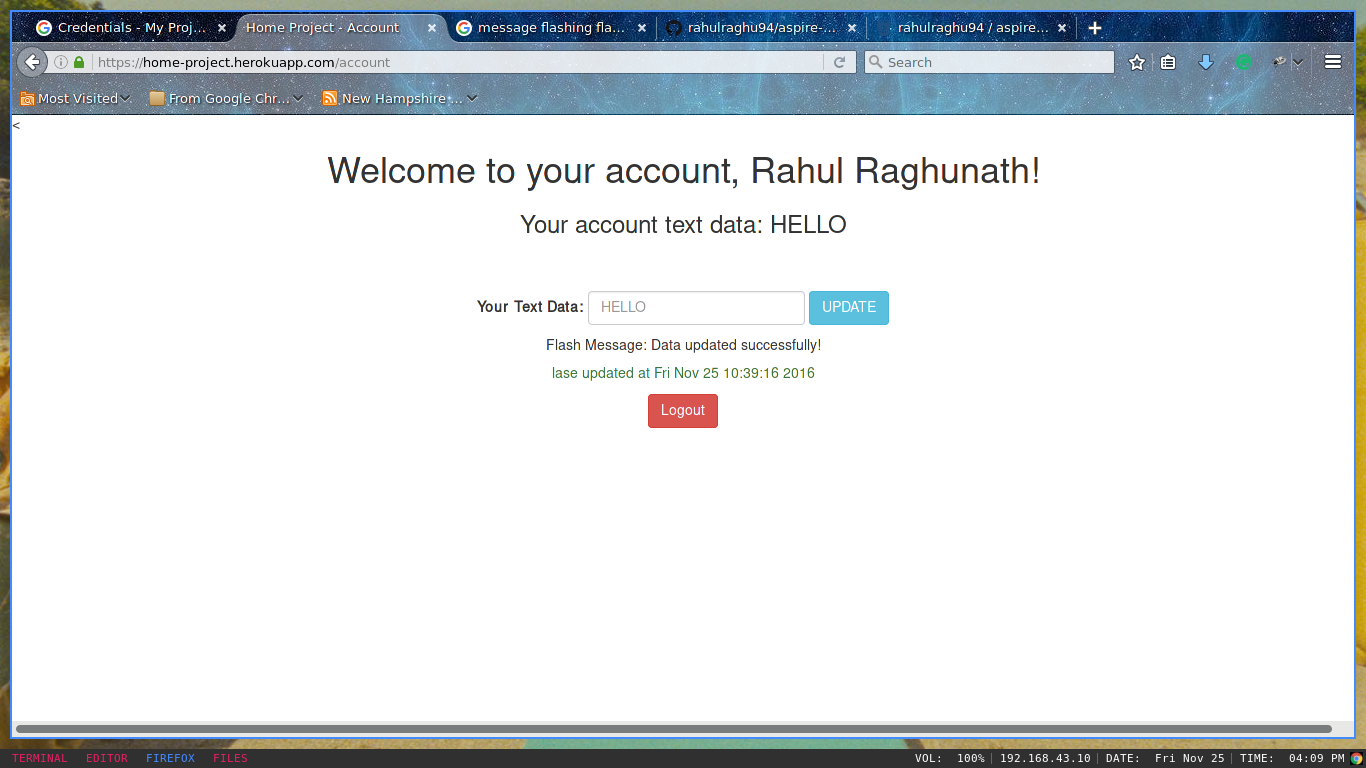 Credentials - My Proj...
Home Project - Account
message flashing fla...
rahulraghu94/aspire-...
rahulraghu94 / aspire...
https://home-project.herokuapp.com/account
Search
Most Visited
From Google Chr...
New Hampshire ...
<
Welcome to your account, Rahul Raghunath!
Your account text data: HELLO
Your Text Data: HELLO UPDATE
Flash Message: Data updated successfully!
lase updated at Fri Nov 25 10:39:16 2016
Logout
TERMINAL EDITOR FIREFOX FILES VOL: 100% | 192.168.43.10 | DATE: Fri Nov 25 | TIME: 04:09 PM